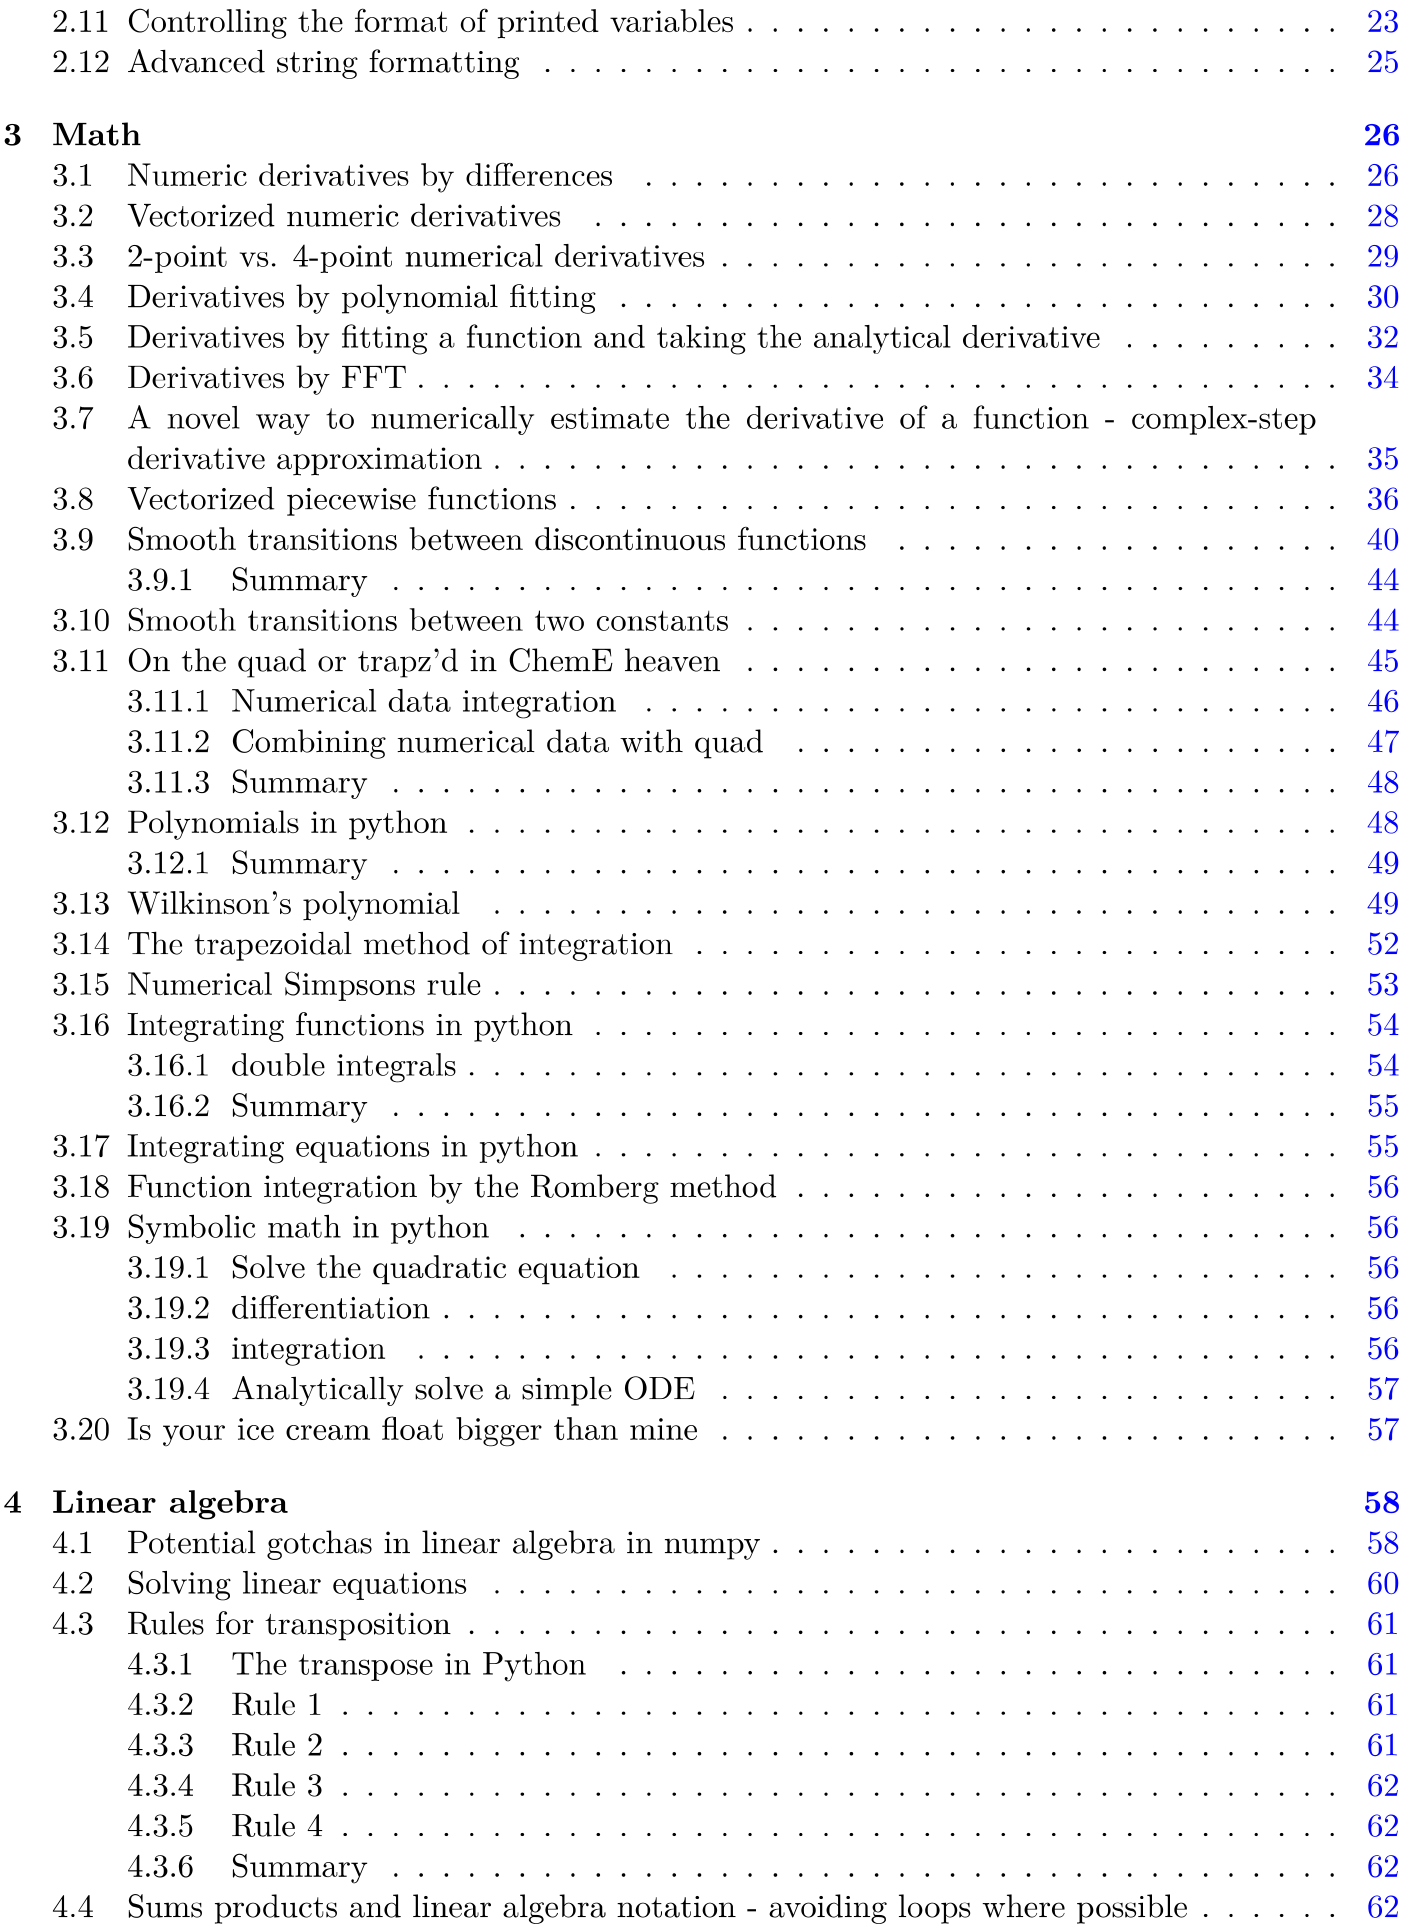 2.11 Controlling the format of printed variables . . . . . . . . . . . . . . . . . . . . . . . . 23
2.12 Advanced string formatting . . . . . . . . . . . . . . . . . . . . . . . . . . . . . . . . 25
3 Math 26
3.1 Numeric derivatives by differences . . . . . . . . . . . . . . . . . . . . . . . . . . . . 26
3.2 Vectorized numeric derivatives . . . . . . . . . . . . . . . . . . . . . . . . . . . . . . 28
3.3 2-point vs. 4-point numerical derivatives . . . . . . . . . . . . . . . . . . . . . . . . . 29
3.4 Derivatives by polynomial fitting . . . . . . . . . . . . . . . . . . . . . . . . . . . . . 30
3.5 Derivatives by fitting a function and taking the analytical derivative . . . . . . . . . 32
3.6 Derivatives by FFT . . . . . . . . . . . . . . . . . . . . . . . . . . . . . . . . . . . . . 34
3.7 A novel way to numerically estimate the derivative of a function - complex-step
derivative approximation . . . . . . . . . . . . . . . . . . . . . . . . . . . . . . . . . . 35
3.8 Vectorized piecewise functions . . . . . . . . . . . . . . . . . . . . . . . . . . . . . . . 36
3.9 Smooth transitions between discontinuous functions . . . . . . . . . . . . . . . . . . 40
3.9.1 Summary . . . . . . . . . . . . . . . . . . . . . . . . . . . . . . . . . . . . . . 44
3.10 Smooth transitions between two constants . . . . . . . . . . . . . . . . . . . . . . . . 44
3.11 On the quad or trapz'd in ChemE heaven . . . . . . . . . . . . . . . . . . . . . . . . 45
3.11.1 Numerical data integration . . . . . . . . . . . . . . . . . . . . . . . . . . . . 46
3.11.2 Combining numerical data with quad . . . . . . . . . . . . . . . . . . . . . . 47
3.11.3 Summary . . . . . . . . . . . . . . . . . . . . . . . . . . . . . . . . . . . . . . 48
3.12 Polynomials in python . . . . . . . . . . . . . . . . . . . . . . . . . . . . . . . . . . . 48
3.12.1 Summary . . . . . . . . . . . . . . . . . . . . . . . . . . . . . . . . . . . . . . 49
3.13 Wilkinson's polynomial . . . . . . . . . . . . . . . . . . . . . . . . . . . . . . . . . . 49
3.14 The trapezoidal method of integration . . . . . . . . . . . . . . . . . . . . . . . . . . 52
3.15 Numerical Simpsons rule . . . . . . . . . . . . . . . . . . . . . . . . . . . . . . . . . . 53
3.16 Integrating functions in python . . . . . . . . . . . . . . . . . . . . . . . . . . . . . . 54
3.16.1 double integrals . . . . . . . . . . . . . . . . . . . . . . . . . . . . . . . . . . . 54
3.16.2 Summary . . . . . . . . . . . . . . . . . . . . . . . . . . . . . . . . . . . . . . 55
3.17 Integrating equations in python . . . . . . . . . . . . . . . . . . . . . . . . . . . . . . 55
3.18 Function integration by the Romberg method . . . . . . . . . . . . . . . . . . . . . . 56
3.19 Symbolic math in python . . . . . . . . . . . . . . . . . . . . . . . . . . . . . . . . . 56
3.19.1 Solve the quadratic equation . . . . . . . . . . . . . . . . . . . . . . . . . . . 56
3.19.2 differentiation . . . . . . . . . . . . . . . . . . . . . . . . . . . . . . . . . . . . 56
3.19.3 integration . . . . . . . . . . . . . . . . . . . . . . . . . . . . . . . . . . . . . 56
3.19.4 Analytically solve a simple ODE . . . . . . . . . . . . . . . . . . . . . . . . . 57
3.20 Is your ice cream float bigger than mine . . . . . . . . . . . . . . . . . . . . . . . . . 57
4 Linear algebra 58
4.1 Potential gotchas in linear algebra in numpy . . . . . . . . . . . . . . . . . . . . . . . 58
4.2 Solving linear equations . . . . . . . . . . . . . . . . . . . . . . . . . . . . . . . . . . 60
4.3 Rules for transposition . . . . . . . . . . . . . . . . . . . . . . . . . . . . . . . . . . . 61
4.3.1 The transpose in Python . . . . . . . . . . . . . . . . . . . . . . . . . . . . . 61
4.3.2 Rule 1 . . . . . . . . . . . . . . . . . . . . . . . . . . . . . . . . . . . . . . . . 61
4.3.3 Rule 2 . . . . . . . . . . . . . . . . . . . . . . . . . . . . . . . . . . . . . . . . 61
4.3.4 Rule 3 . . . . . . . . . . . . . . . . . . . . . . . . . . . . . . . . . . . . . . . . 62
4.3.5 Rule 4 . . . . . . . . . . . . . . . . . . . . . . . . . . . . . . . . . . . . . . . . 62
4.3.6 Summary . . . . . . . . . . . . . . . . . . . . . . . . . . . . . . . . . . . . . . 62
4.4 Sums products and linear algebra notation - avoiding loops where possible . . . . . . 62